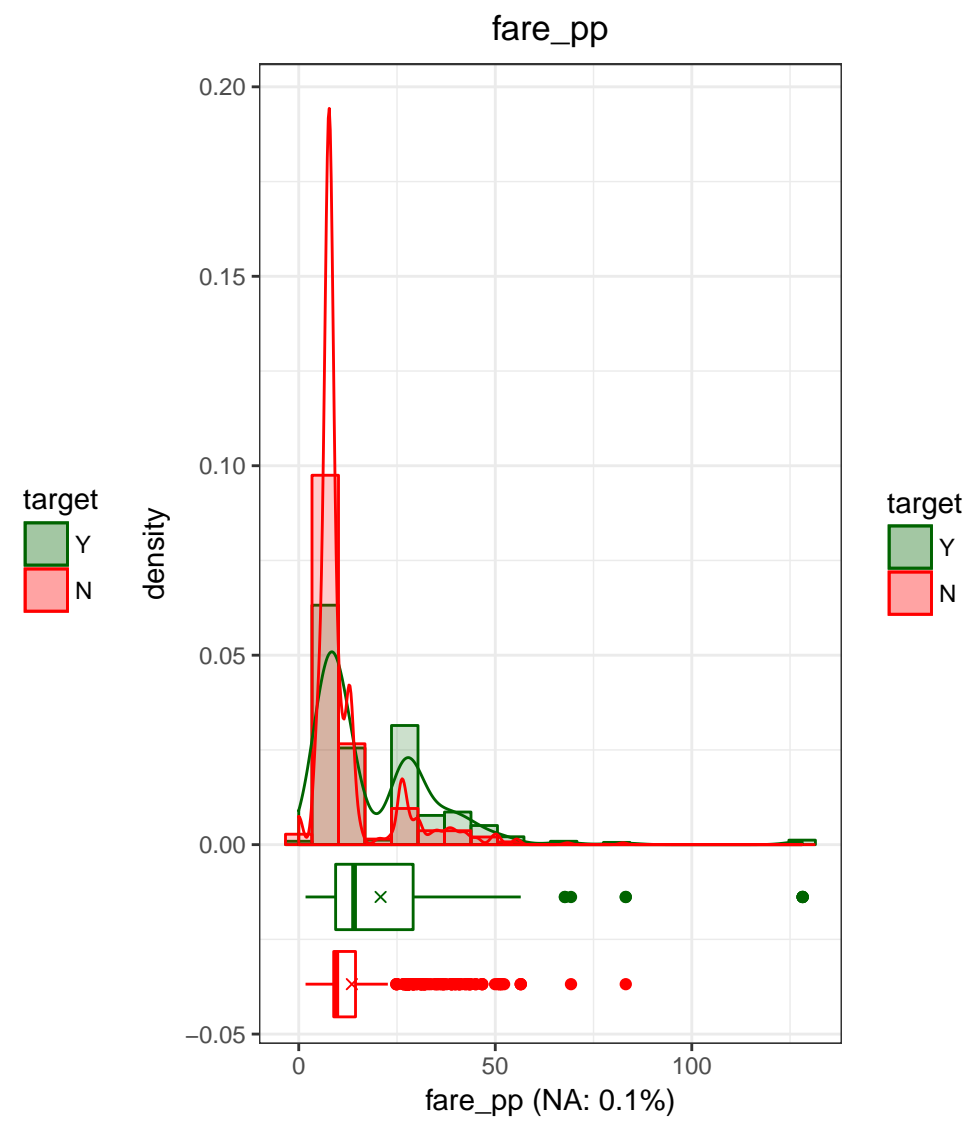 fare_pp
0.20
0.15
0.10
0.05
0.00
−0.05
density
target
Y
N
target
Y
N
0
50
100
fare_pp (NA: 0.1%)